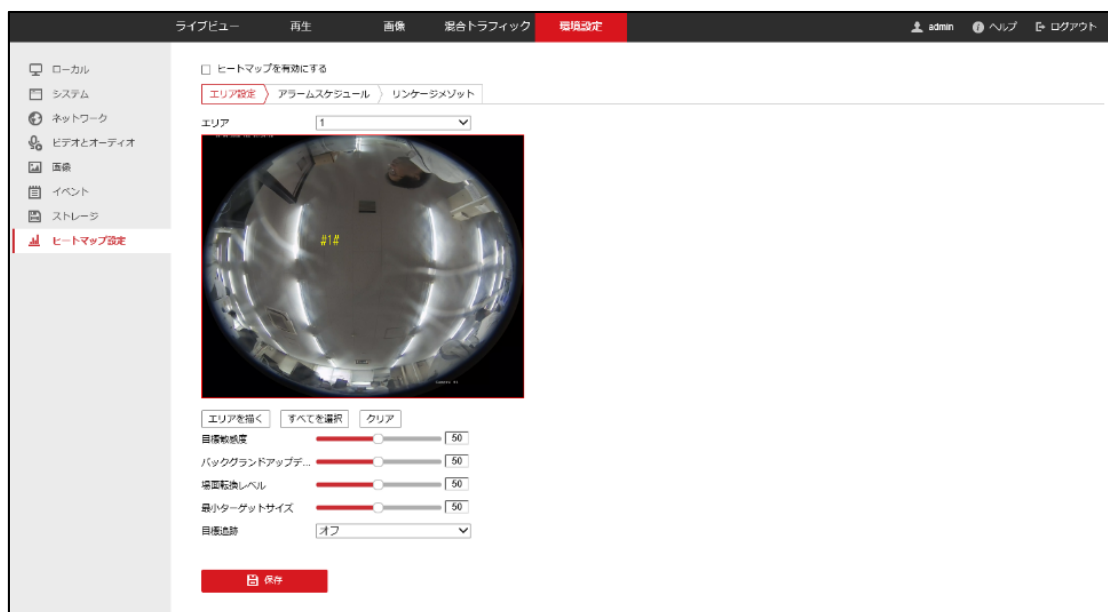 ライブビュー 再生 画像 混合トラフィック 環境設定 admin ヘルプ ログアウト
ローカル
システム
ネットワーク
ビデオとオーディオ
画像
イベント
ストレージ
ヒートマップ設定
ヒートマップを有効にする
エリア設定 アラームスケジュール リンケージメゾット
エリア 1
#1#
エリアを描く すべてを選択 クリア
目標敏感度 50
バックグランドアップデ... 50
場面転換レベル 50
最小ターゲットサイズ 50
目標追跡 オフ
保存